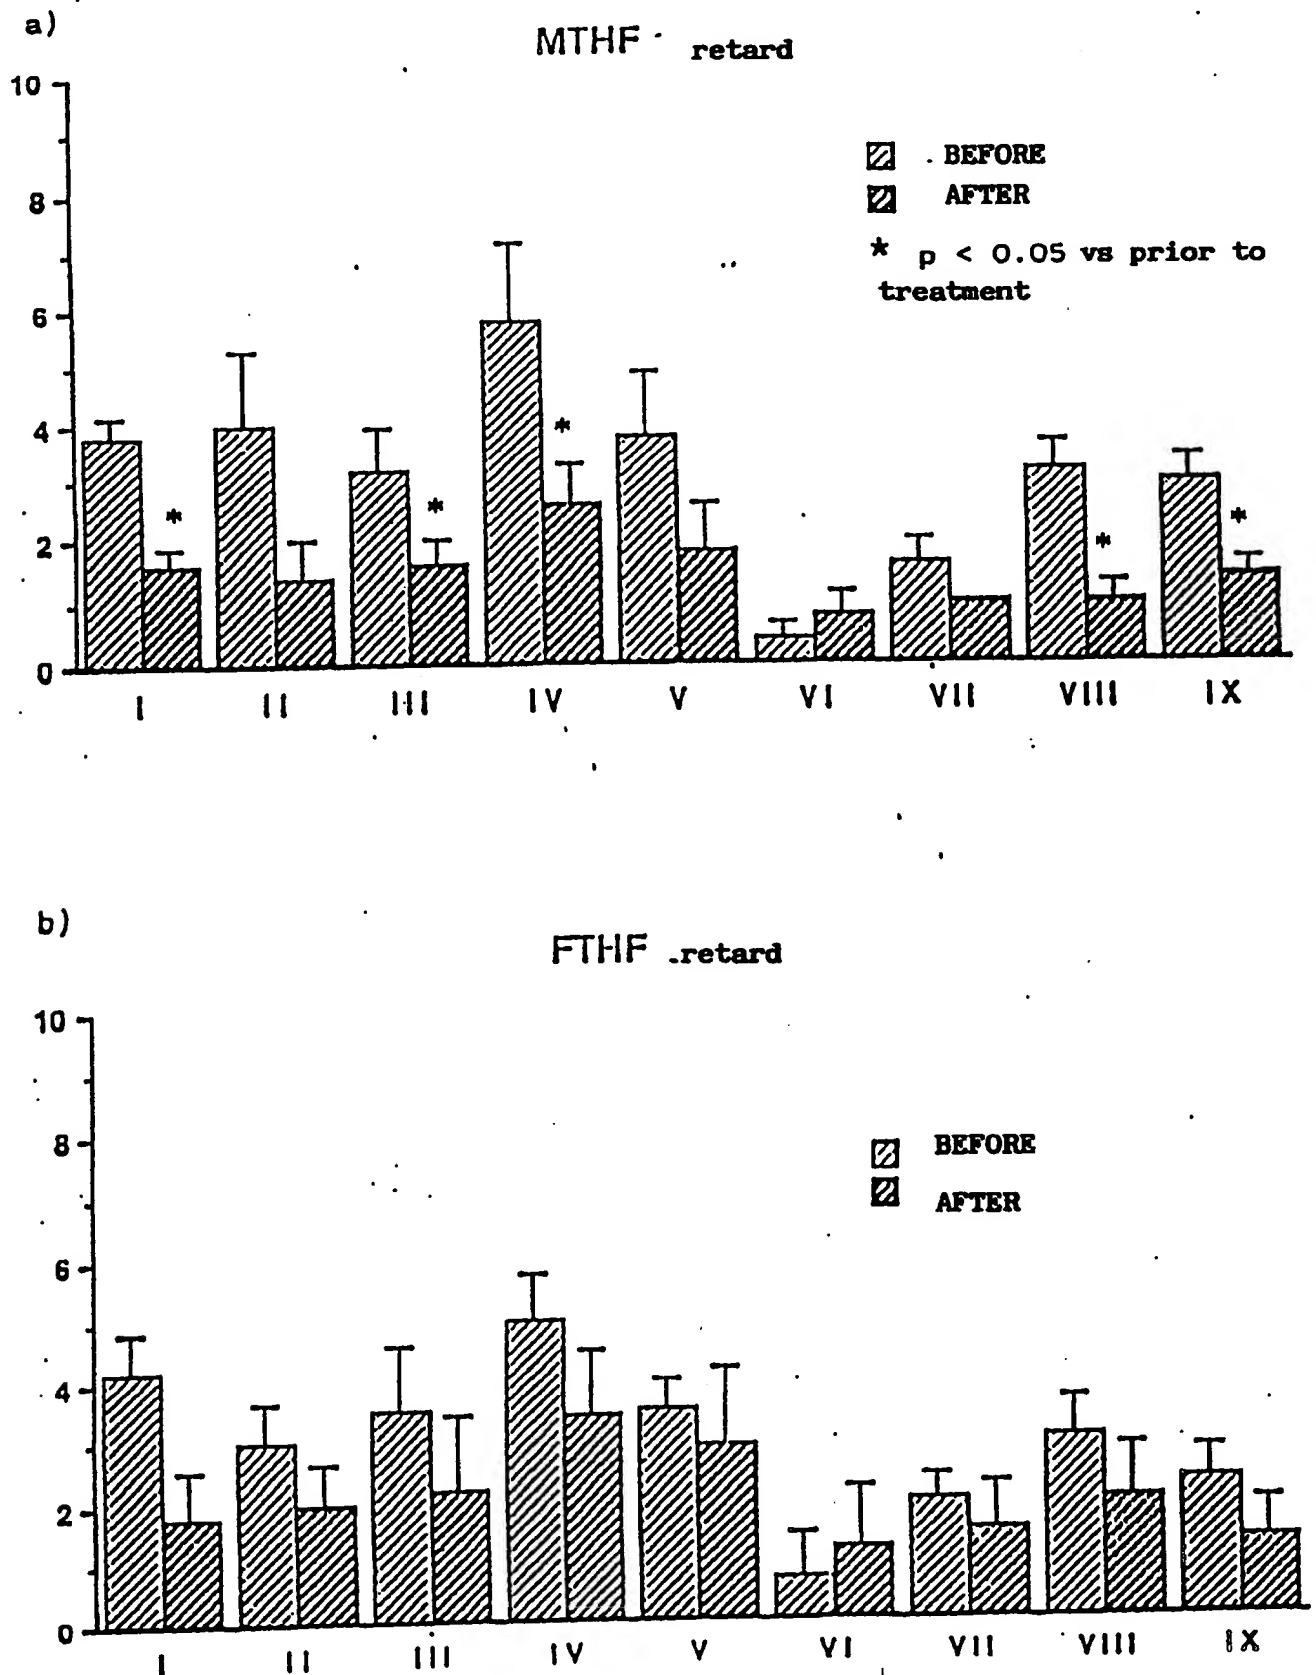 a)
MTHF retard
10
8
6
4
2
0
BEFORE
AFTER
* p < 0.05 vs prior to
treatment
*
*
*
*
*
I II III IV V VI VII VIII IX
b)
FTHF retard
10
8
6
4
2
0
BEFORE
AFTER
I II III IV V VI VII VIII IX